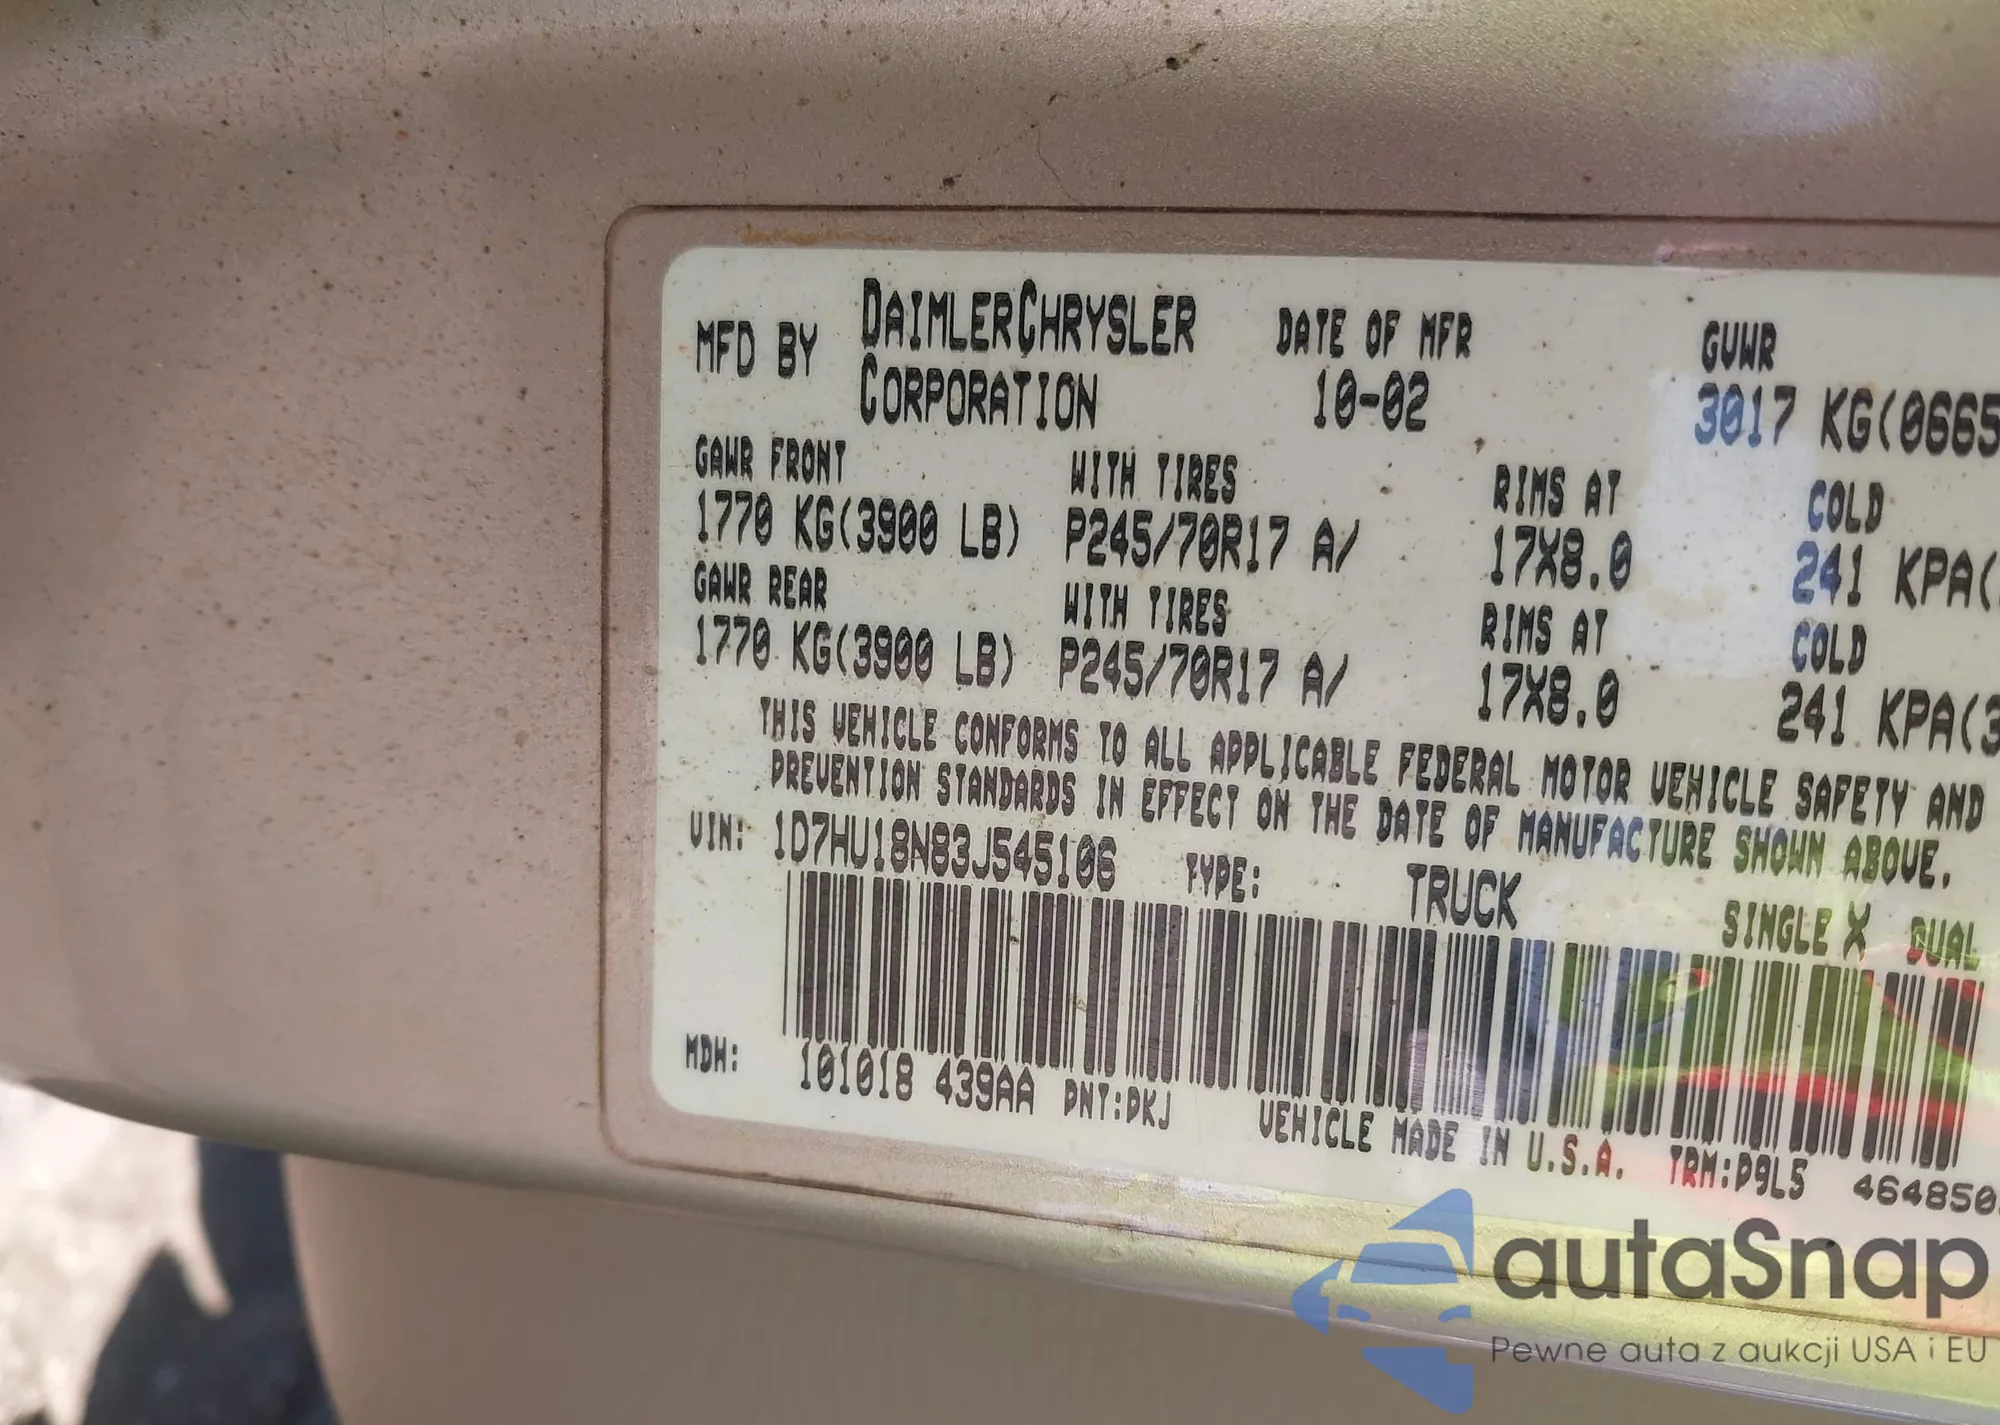 MFD BY DAIMLERCHRYSLER CORPORATION DATE OF MFR 10-02 GVWR 3017 KG(0665
GAWR FRONT WITH TIRES RIMS AT COLD
1770 KG(3900 LB) P245/70R17 A/ 17X8.0 241 KPA(
GAWR REAR WITH TIRES RIMS AT COLD
1770 KG(3900 LB) P245/70R17 A/ 17X8.0 241 KPA(3
THIS VEHICLE CONFORMS TO ALL APPLICABLE FEDERAL MOTOR VEHICLE SAFETY AND
PREVENTION STANDARDS IN EFFECT ON THE DATE OF MANUFACTURE SHOWN ABOVE.
VIN: 1D7HU18N83J545106 TYPE: TRUCK SINGLE X DUAL
MDH: 101018 439AA PNT:PKJ VEHICLE MADE IN U.S.A. TRM:P9L5 464850
autaSnap
Pewne auta z aukcji USA i EU